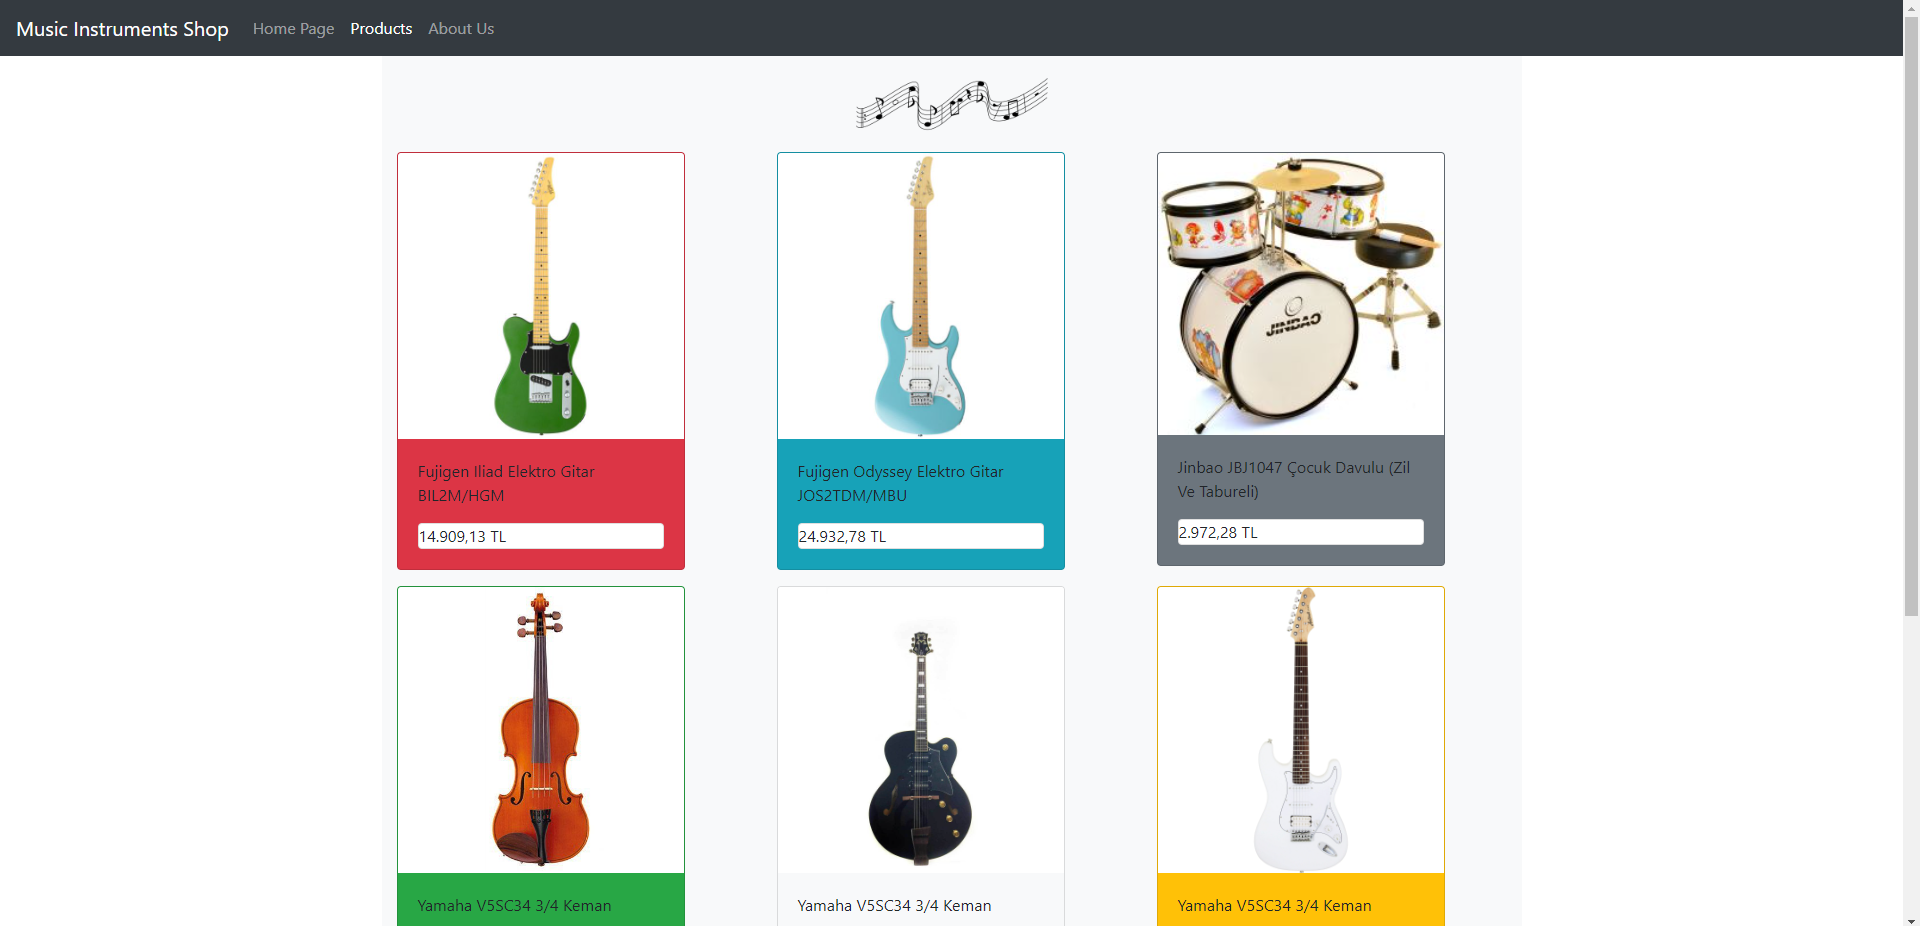 Music Instruments Shop
Home Page
Products
About Us
JINBAO
Fujigen Iliad Elektro Gitar
BIL2M/HGM
14.909,13 TL
Fujigen Odyssey Elektro Gitar
JOS2TDM/MBU
24.932,78 TL
Jinbao JBJ1047 Çocuk Davulu (Zil
Ve Tabureli)
2.972,28 TL
Yamaha V5SC34 3/4 Keman
Yamaha V5SC34 3/4 Keman
Yamaha V5SC34 3/4 Keman